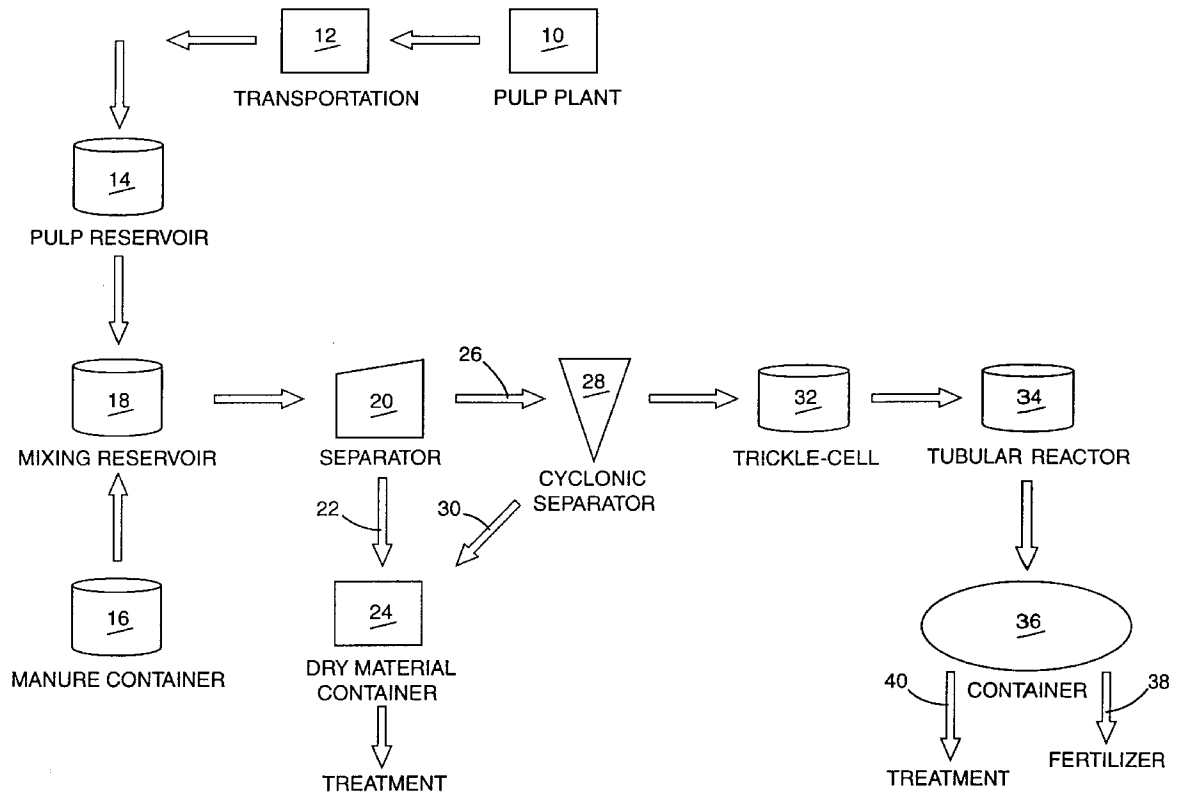 12
10
TRANSPORTATION
PULP PLANT
14
PULP RESERVOIR
26
18
20
28
32
34
MIXING RESERVOIR
SEPARATOR
CYCLONIC
SEPARATOR
TRICKLE-CELL
TUBULAR REACTOR
22
30
16
24
36
MANURE CONTAINER
DRY MATERIAL
CONTAINER
40
CONTAINER
38
TREATMENT
TREATMENT
FERTILIZER